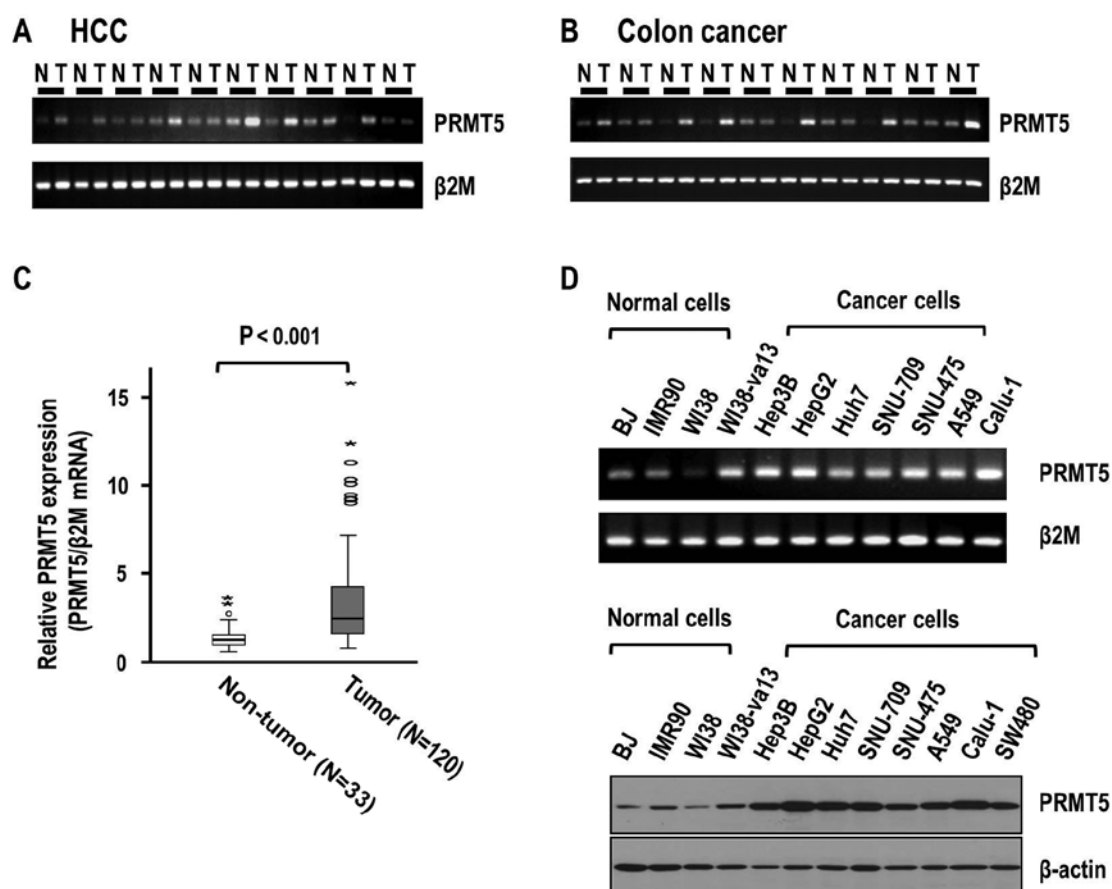 A HCC
N T N T N T N T N T N T N T N T N T N T
PRMT5
β2M
B Colon cancer
N T N T N T N T N T N T N T N T N T N T
PRMT5
β2M
C
P < 0.001
Relative PRMT5 expression
(PRMT5/β2M mRNA)
15
10
5
0
Non-tumor (N=33)
Tumor (N=120)
D
Normal cells
Cancer cells
BJ
IMR90
WI38
WI38-va13
Hep3B
HepG2
Huh7
SNU-709
SNU-475
A549
Calu-1
PRMT5
β2M
Normal cells
Cancer cells
BJ
IMR90
WI38
WI38-va13
Hep3B
HepG2
Huh7
SNU-709
SNU-475
A549
Calu-1
SW480
PRMT5
β-actin